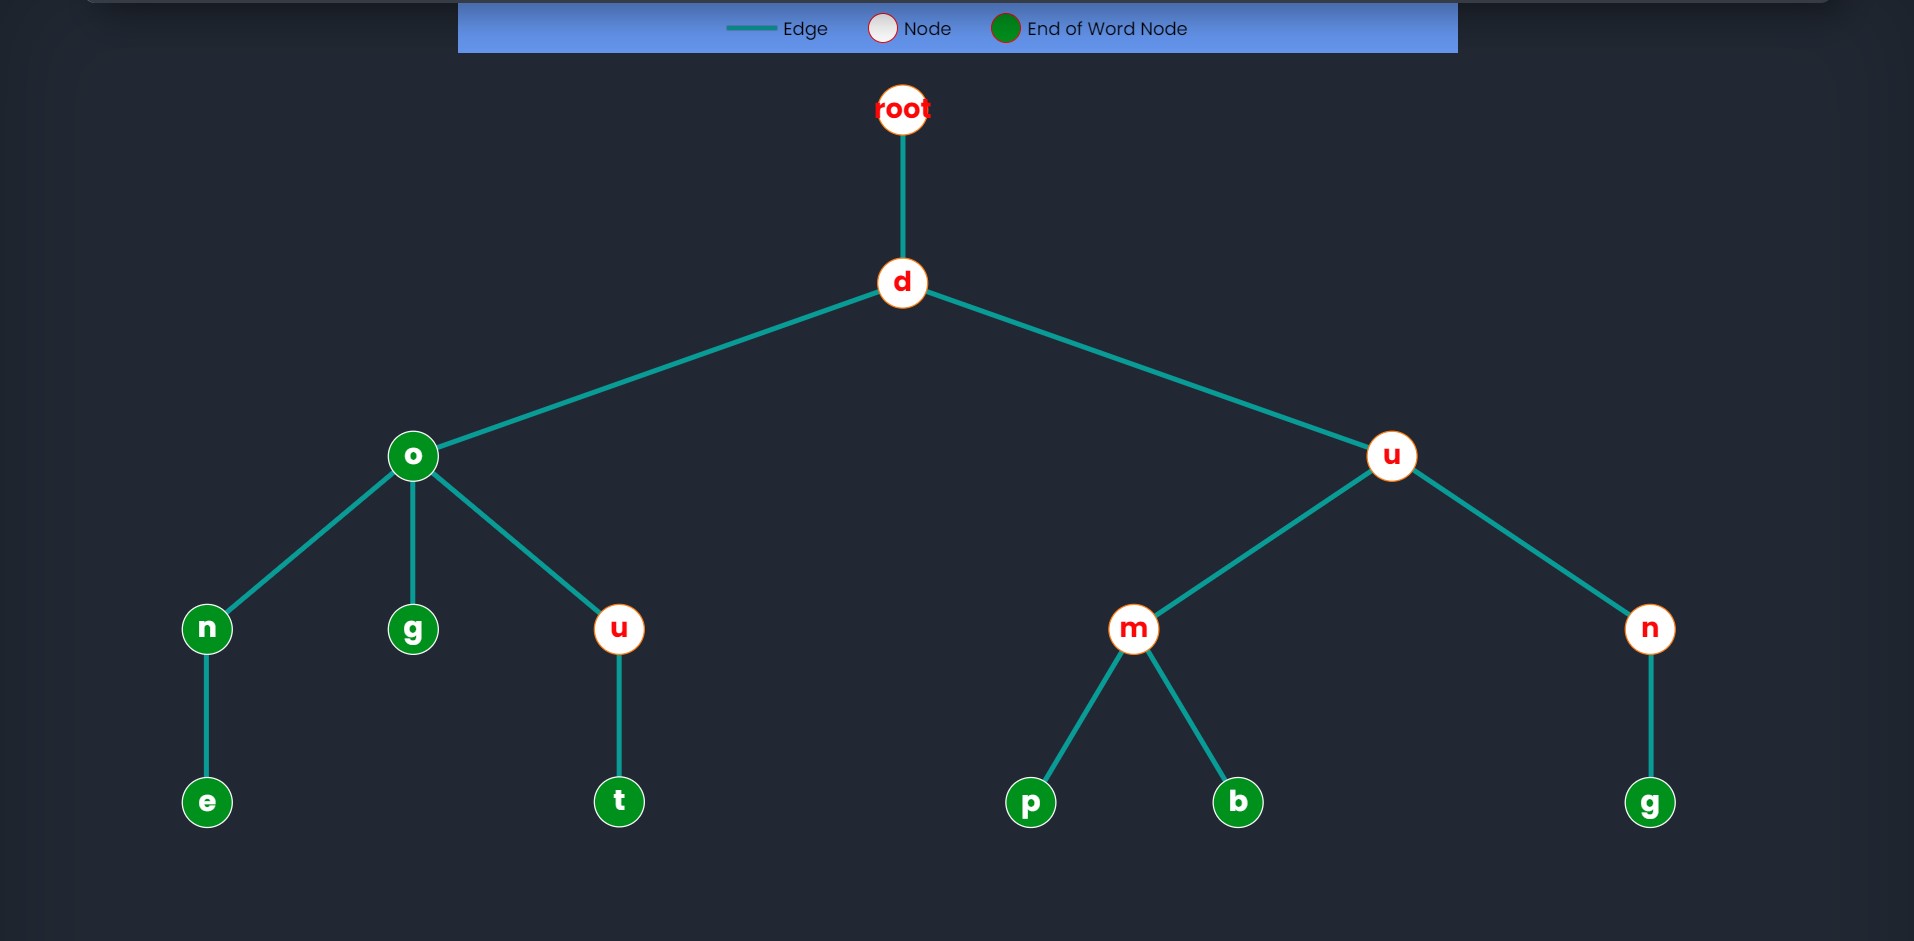 Edge Node End of Word Node
root
d
o u
n g u m n
e t p b g